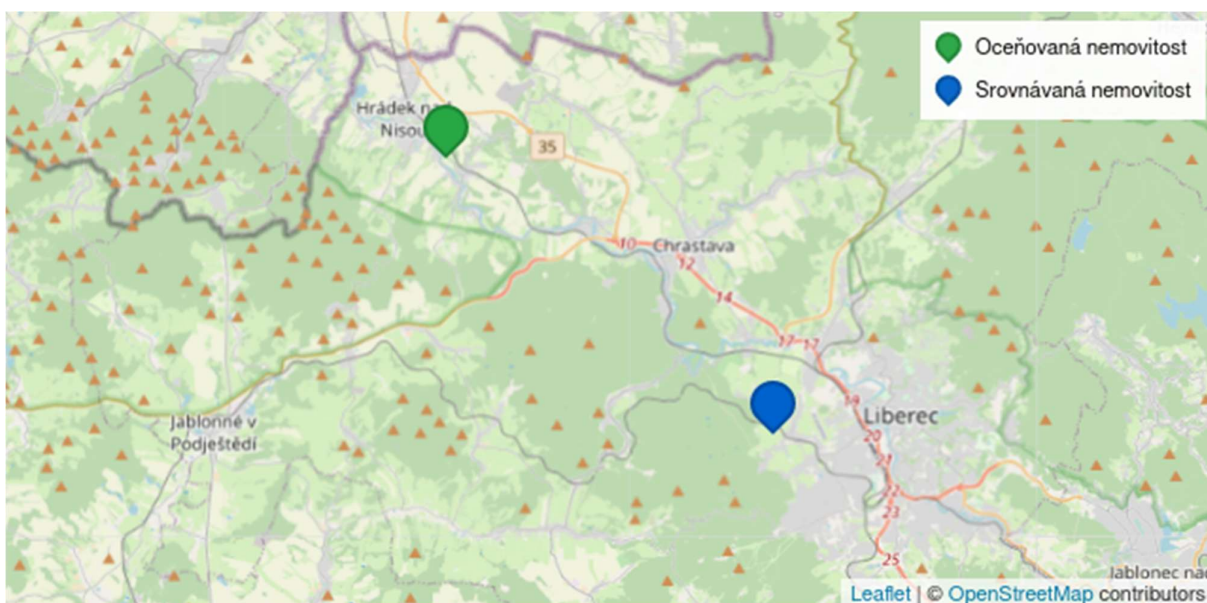 Oceňovaná nemovitost
Srovnávaná nemovitost
Hrádek nad
Nisou
35
10
Chrastava
12
14
17
17
19
Liberec
20
21
Jablonné v
Podještědí
23
25
Jablonec nad
Leaflet | © OpenStreetMap contributors